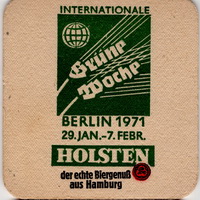 INTERNATIONALE
Grüne
Woche
BERLIN 1971
29. JAN.-7. FEBR.
HOLSTEN
der echte Biergenuß
aus Hamburg